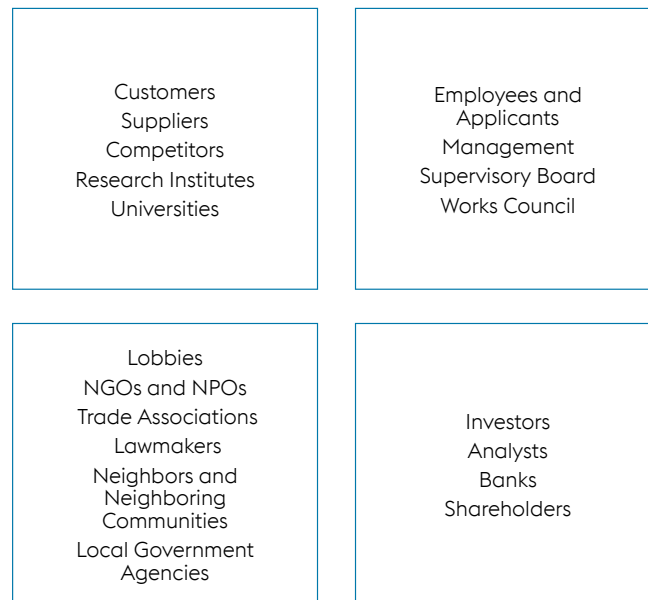 Customers
Suppliers
Competitors
Research Institutes
Universities
Employees and
Applicants
Management
Supervisory Board
Works Council
Lobbies
NGOs and NPOs
Trade Associations
Lawmakers
Neighbors and
Neighboring
Communities
Local Government
Agencies
Investors
Analysts
Banks
Shareholders